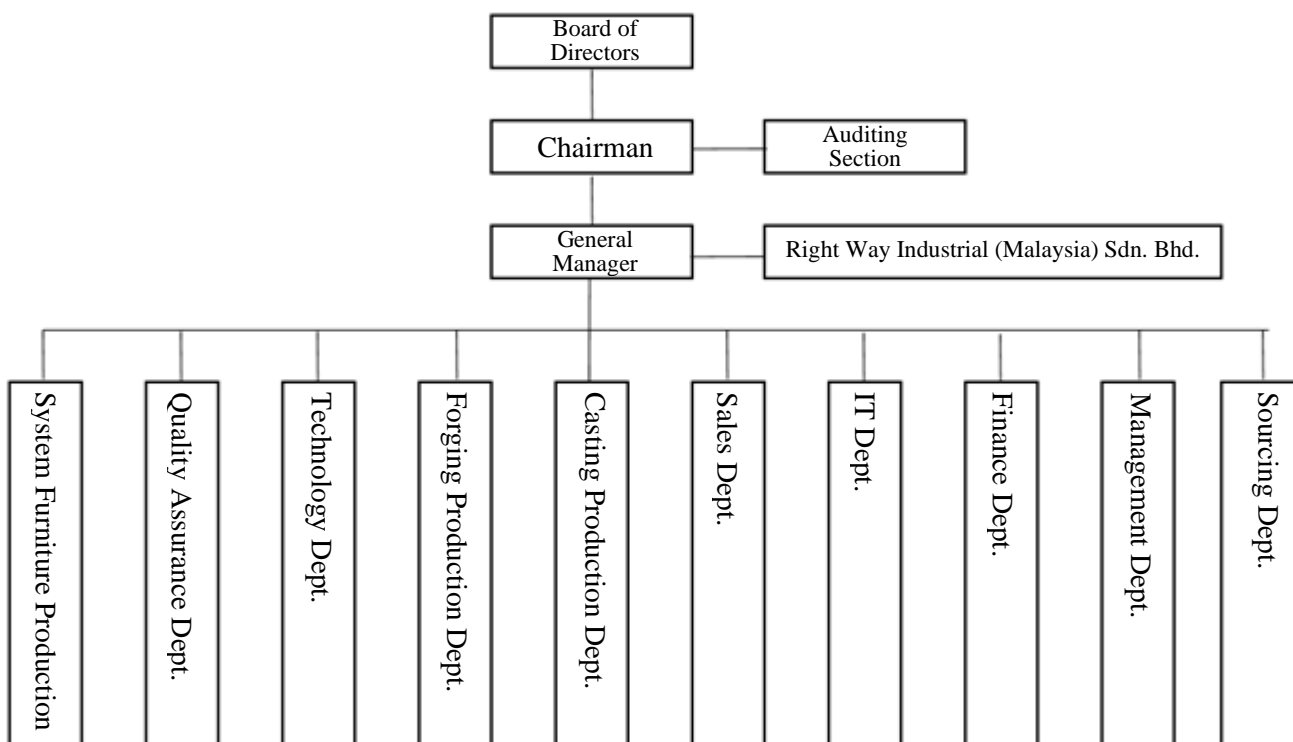 Board of
Directors
Chairman
Auditing
Section
General
Manager
Right Way Industrial (Malaysia) Sdn. Bhd.
System Furniture Production
Quality Assurance Dept.
Technology Dept.
Forging Production Dept.
Casting Production Dept.
Sales Dept.
IT Dept.
Finance Dept.
Management Dept.
Sourcing Dept.